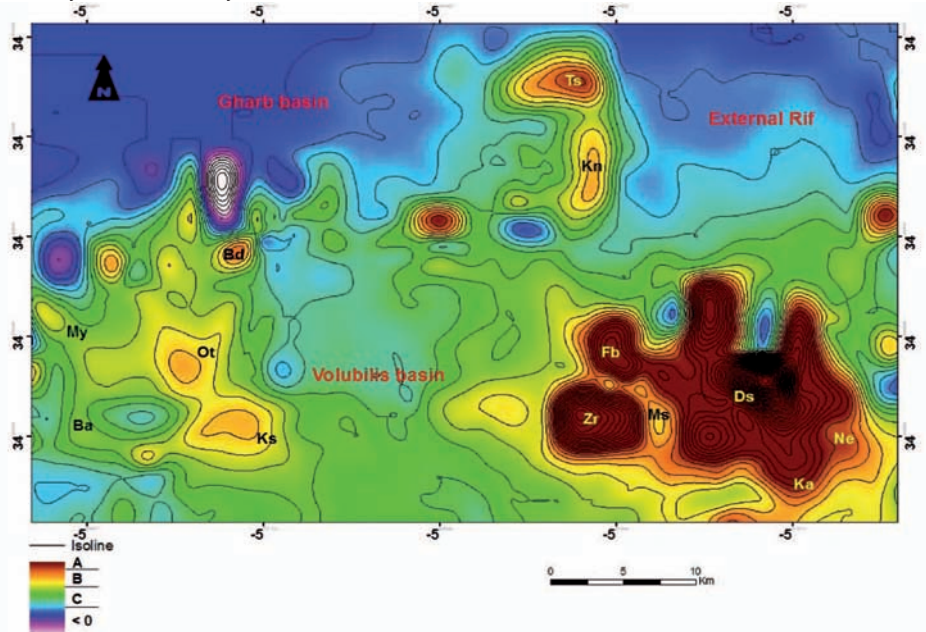 -5 -5 -5 -5 -5
34 34
Ts
Gharb basin
External Rif
N
34 34
Kn
34 34
Bd
My
34 34
Ot
Fb
Volubilis basin
Ds
Ba
Ks
Zr
Ms
34 34
Ne
Ka
-5 -5 -5 -5 -5
Isoline
A
B
C
< 0
0 5 10
Km